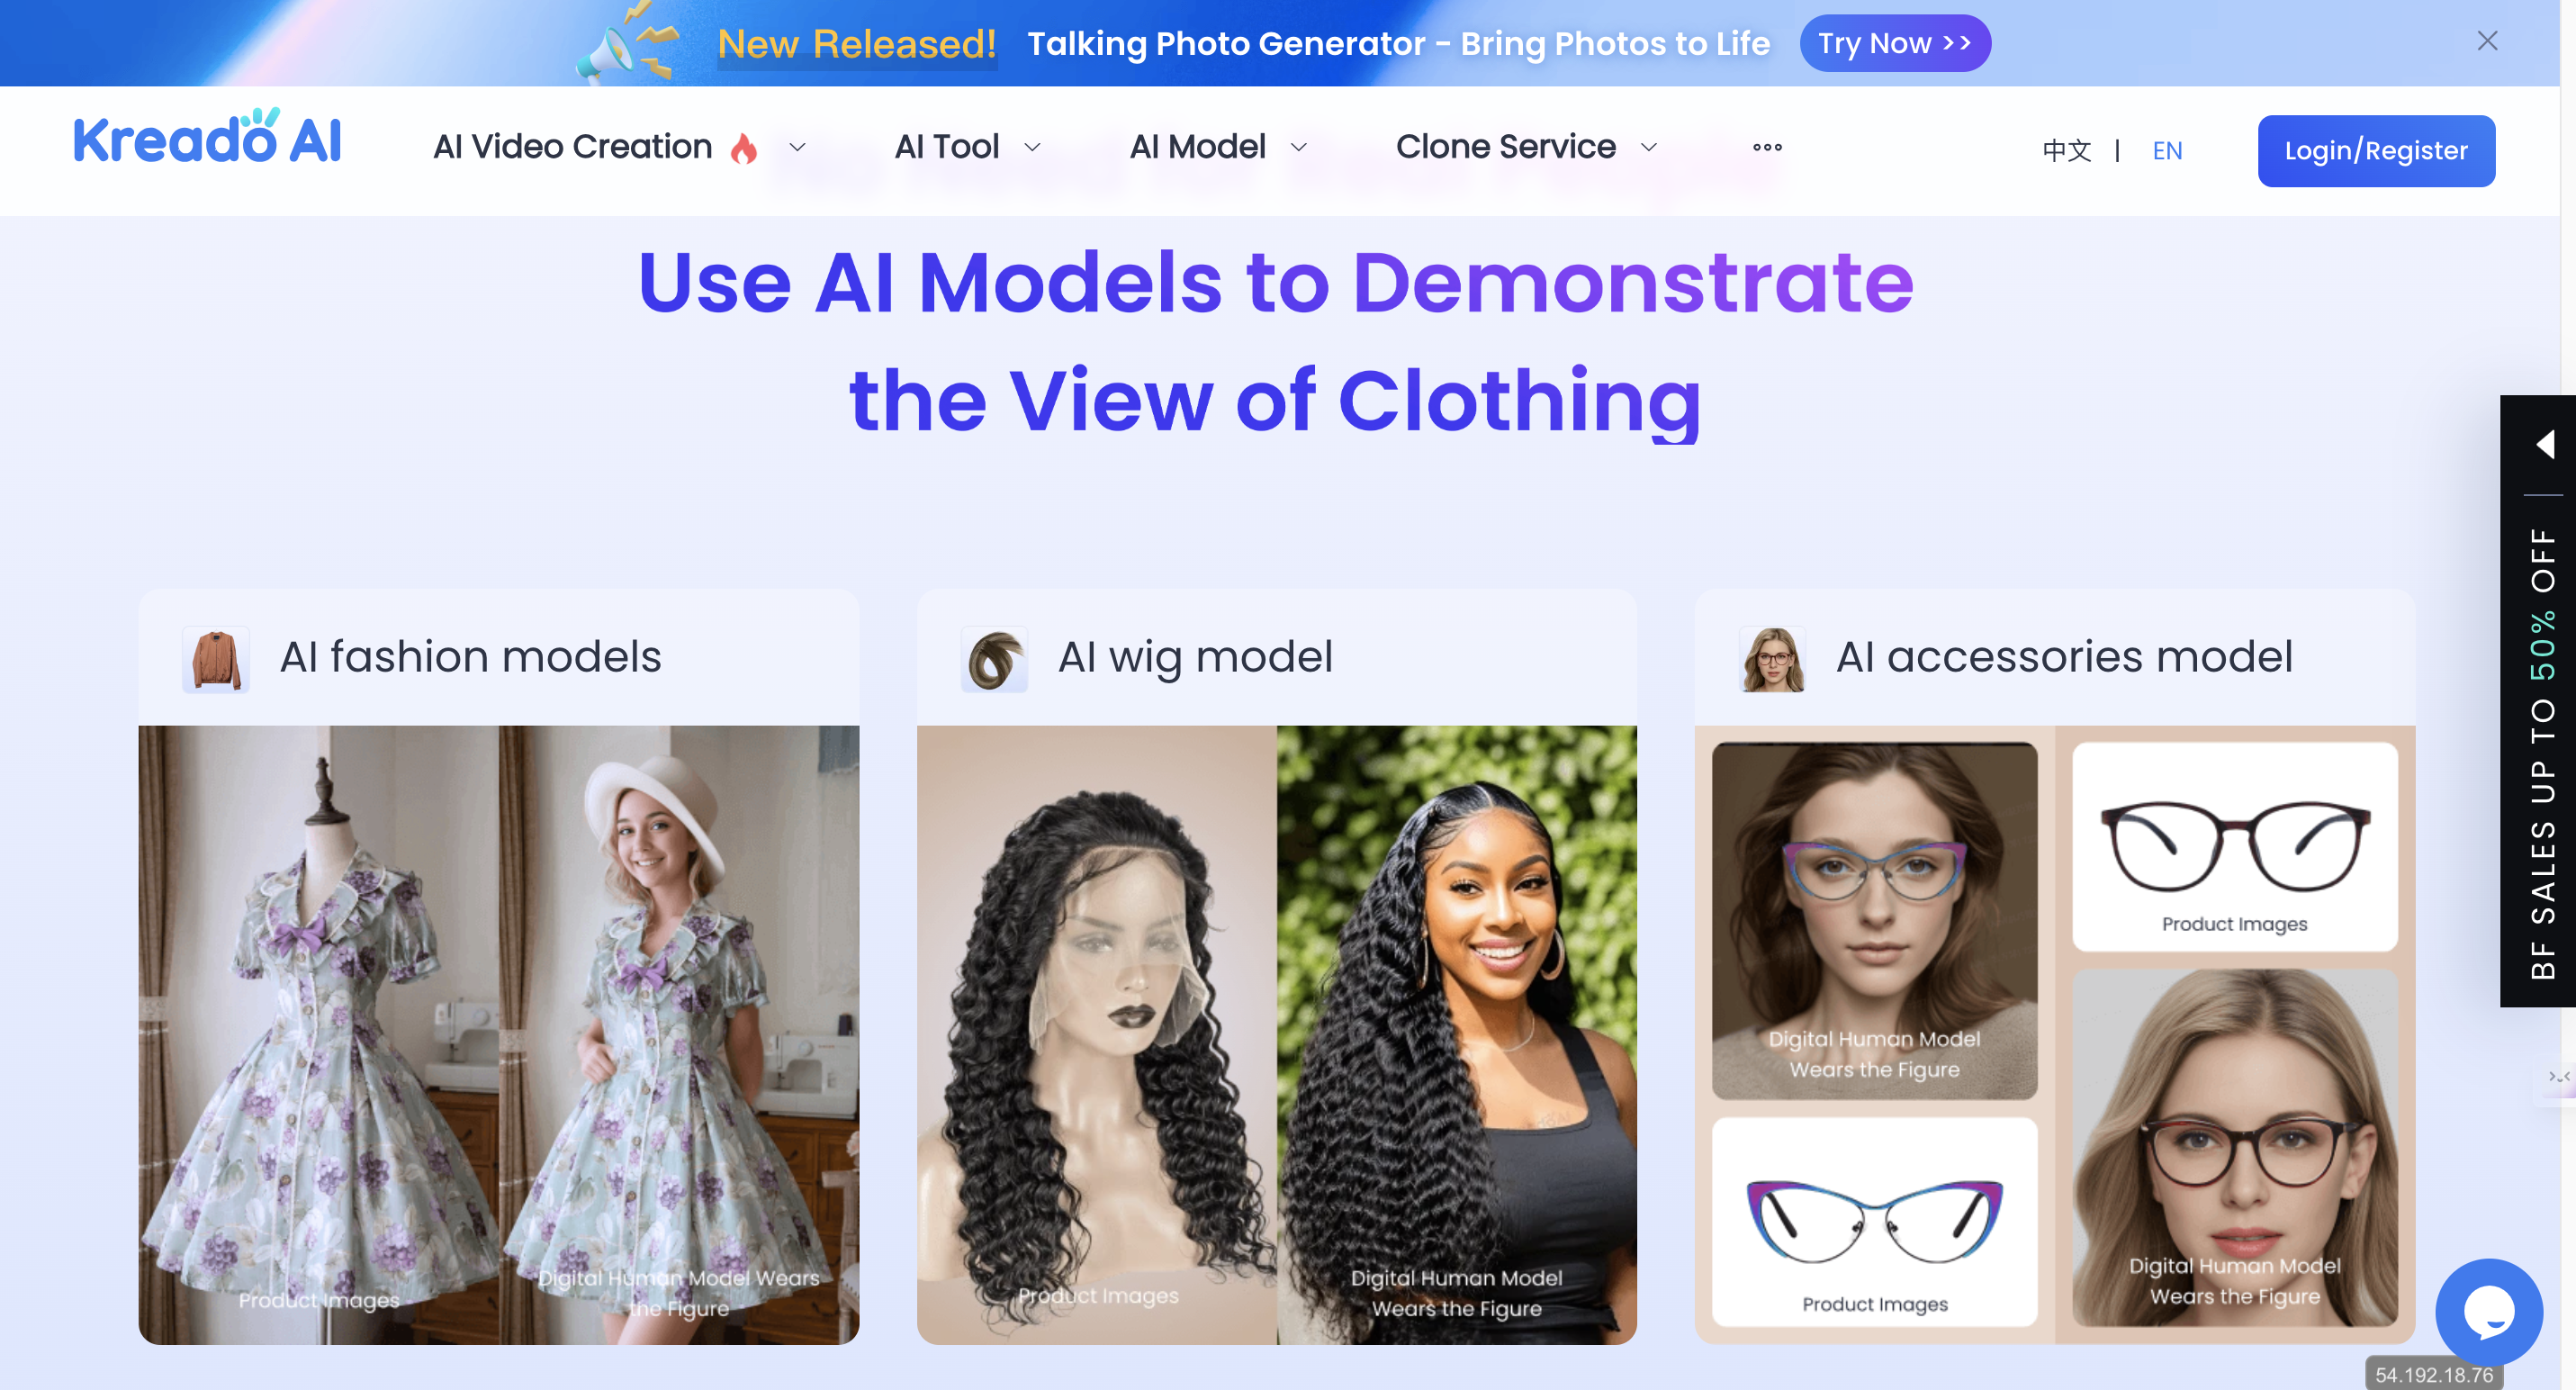 New Released! Talking Photo Generator - Bring Photos to Life Try Now >>
Kreado AI
AI Video Creation AI Tool AI Model Clone Service
中文 | EN
Login/Register
Use AI Models to Demonstrate
the View of Clothing
AI fashion models
Product Images
Digital Human Model Wears
the Figure
AI wig model
Product Images
Digital Human Model
Wears the Figure
AI accessories model
Digital Human Model
Wears the Figure
Product Images
Product Images
Digital Human Model
Wears the Figure
BF SALES UP TO 50% OFF
54.192.18.76